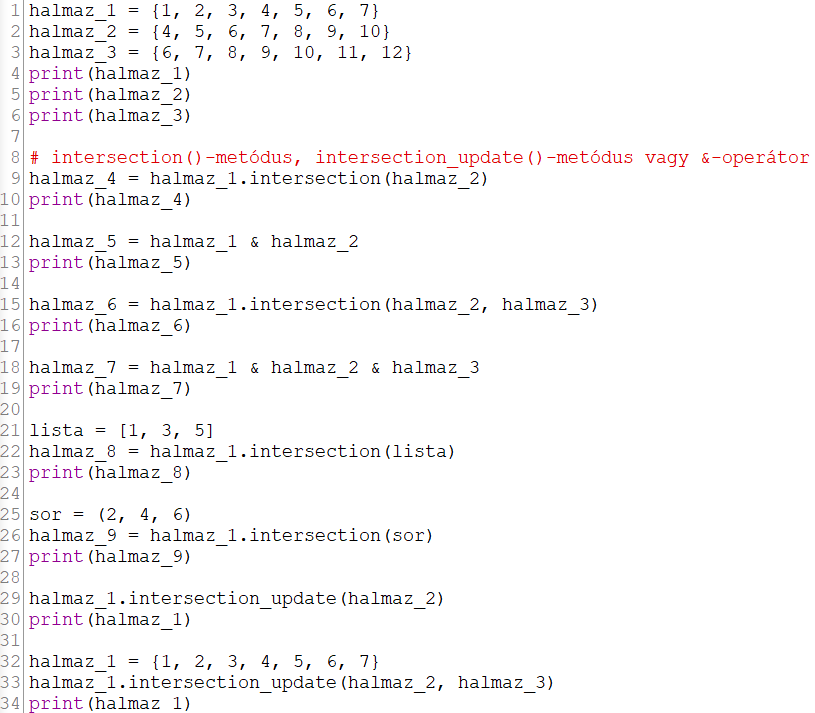 1 halmaz_1 = {1, 2, 3, 4, 5, 6, 7}
2 halmaz_2 = {4, 5, 6, 7, 8, 9, 10}
3 halmaz_3 = {6, 7, 8, 9, 10, 11, 12}
4 print(halmaz_1)
5 print(halmaz_2)
6 print(halmaz_3)
7
8 # intersection()-metódus, intersection_update()-metódus vagy &-operátor
9 halmaz_4 = halmaz_1.intersection(halmaz_2)
10 print(halmaz_4)
11
12 halmaz_5 = halmaz_1 & halmaz_2
13 print(halmaz_5)
14
15 halmaz_6 = halmaz_1.intersection(halmaz_2, halmaz_3)
16 print(halmaz_6)
17
18 halmaz_7 = halmaz_1 & halmaz_2 & halmaz_3
19 print(halmaz_7)
20
21 lista = [1, 3, 5]
22 halmaz_8 = halmaz_1.intersection(lista)
23 print(halmaz_8)
24
25 sor = (2, 4, 6)
26 halmaz_9 = halmaz_1.intersection(sor)
27 print(halmaz_9)
28
29 halmaz_1.intersection_update(halmaz_2)
30 print(halmaz_1)
31
32 halmaz_1 = {1, 2, 3, 4, 5, 6, 7}
33 halmaz_1.intersection_update(halmaz_2, halmaz_3)
34 print(halmaz_1)